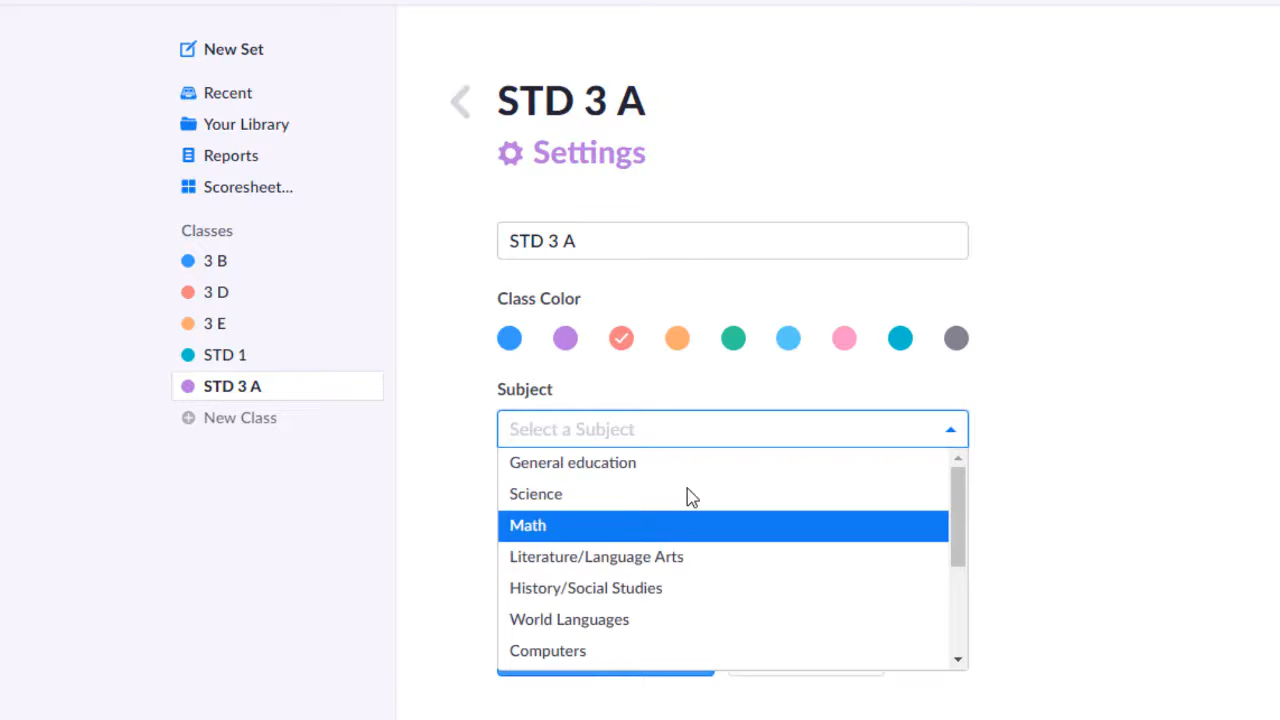 New Set
Recent
Your Library
Reports
Scoresheet...
Classes
3 B
3 D
3 E
STD 1
STD 3 A
New Class
STD 3 A
Settings
STD 3 A
Class Color
Subject
Select a Subject
General education
Science
Math
Literature/Language Arts
History/Social Studies
World Languages
Computers